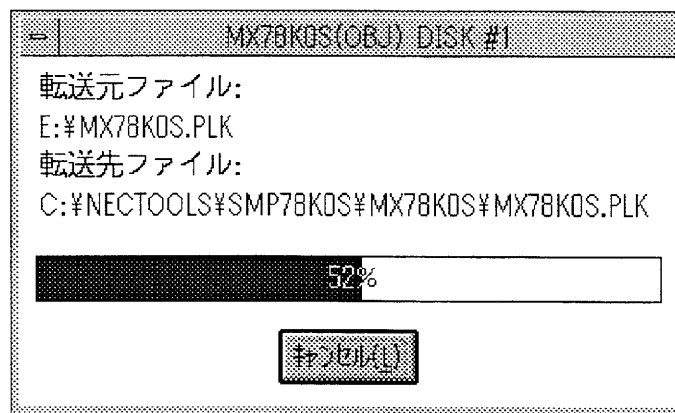 MX78K0S(OBJ) DISK #1
転送元ファイル:
E:¥MX78K0S.PLK
転送先ファイル:
C:¥NECTOOLS¥SMP78K0S¥MX78K0S¥MX78K0S.PLK
52%
キャンセル(L)